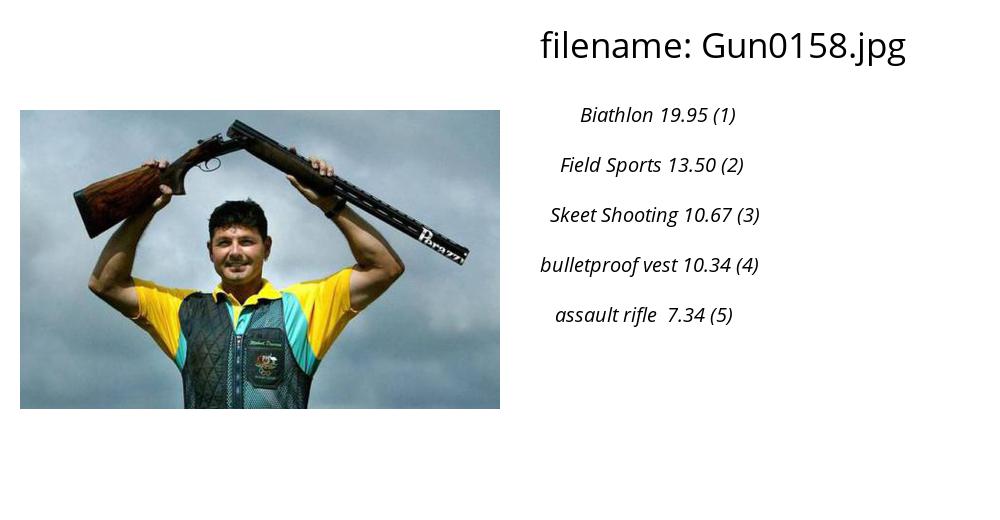 filename: Gun0158.jpg
Biathlon 19.95 (1)
Field Sports 13.50 (2)
Skeet Shooting 10.67 (3)
bulletproof vest 10.34 (4)
assault rifle 7.34 (5)
Perazzi